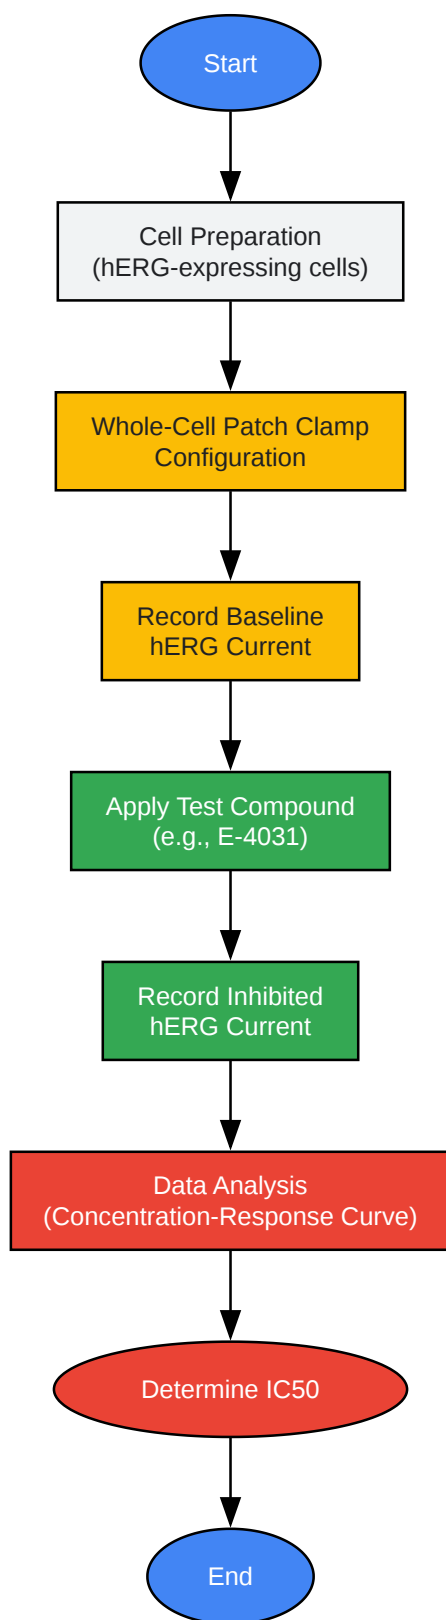 Start
Cell Preparation
(hERG-expressing cells)
Whole-Cell Patch Clamp
Configuration
Record Baseline
hERG Current
Apply Test Compound
(e.g., E-4031)
Record Inhibited
hERG Current
Data Analysis
(Concentration-Response Curve)
Determine IC50
End